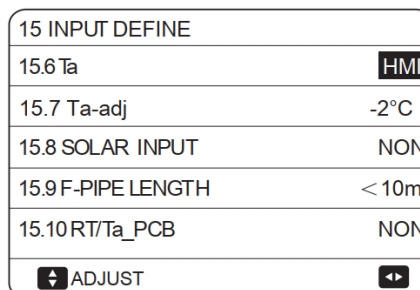 15 INPUT DEFINE
15.6 Ta HMI
15.7 Ta-adj -2°C
15.8 SOLAR INPUT NON
15.9 F-PIPE LENGTH <10m
15.10 RT/Ta_PCB NON
ADJUST